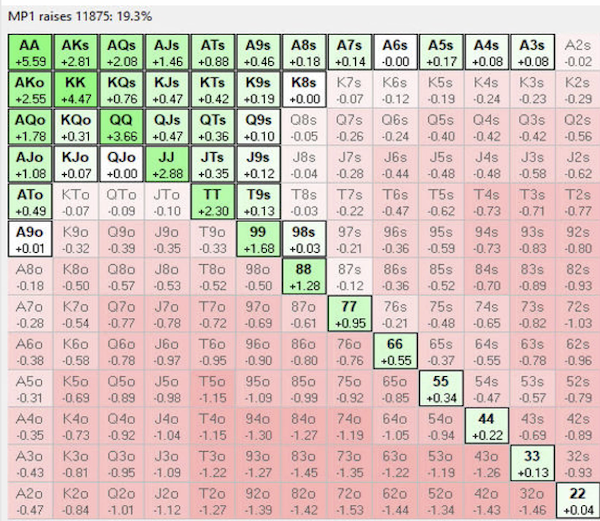 MP1 raises 11875: 19.3%
AA AKs AQs AJs ATs A9s A8s A7s A6s A5s A4s A3s A2s
+5.59 +2.81 +2.08 +1.46 +0.88 +0.46 +0.18 +0.14 -0.00 +0.17 +0.08 +0.08 -0.02
AKo KK KQs KJs KTs K9s K8s K7s K6s K5s K4s K3s K2s
+2.55 +4.47 +0.76 +0.47 +0.42 +0.19 +0.00 -0.07 -0.12 -0.19 -0.24 -0.23 -0.29
AQo KQo QQ QJs QTs Q9s Q8s Q7s Q6s Q5s Q4s Q3s Q2s
+1.78 +0.31 +3.66 +0.47 +0.36 +0.10 -0.05 -0.26 -0.24 -0.40 -0.42 -0.42 -0.56
AJo KJo QJo JJ JTs J9s J8s J7s J6s J5s J4s J3s J2s
+1.08 +0.07 +0.00 +2.88 +0.35 +0.12 -0.04 -0.28 -0.44 -0.48 -0.48 -0.58 -0.62
ATo KTo QTo JTo TT T9s T8s T7s T6s T5s T4s T3s T2s
+0.49 -0.07 -0.09 -0.10 +2.30 +0.13 -0.03 -0.22 -0.47 -0.62 -0.73 -0.71 -0.77
A9o K9o Q9o J9o T9o 99 98s 97s 96s 95s 94s 93s 92s
+0.01 -0.32 -0.39 -0.35 -0.33 +1.68 +0.03 -0.21 -0.36 -0.59 -0.73 -0.83 -0.80
A8o K8o Q8o J8o T8o 98o 88 87s 86s 85s 84s 83s 82s
-0.18 -0.50 -0.57 -0.53 -0.52 -0.50 +1.28 -0.12 -0.36 -0.52 -0.70 -0.89 -0.93
A7o K7o Q7o J7o T7o 97o 87o 77 76s 75s 74s 73s 72s
-0.28 -0.54 -0.77 -0.78 -0.72 -0.69 -0.61 +0.95 -0.21 -0.48 -0.65 -0.82 -1.03
A6o K6o Q6o J6o T6o 96o 86o 76o 66 65s 64s 63s 62s
-0.38 -0.58 -0.78 -0.97 -0.95 -0.90 -0.80 -0.76 +0.55 -0.37 -0.55 -0.78 -0.96
A5o K5o Q5o J5o T5o 95o 85o 75o 65o 55 54s 53s 52s
-0.31 -0.69 -0.89 -0.98 -1.15 -1.09 -0.99 -0.92 -0.85 +0.34 -0.47 -0.57 -0.79
A4o K4o Q4o J4o T4o 94o 84o 74o 64o 54o 44 43s 42s
-0.35 -0.73 -0.92 -1.04 -1.15 -1.30 -1.27 -1.19 -1.05 -0.94 +0.22 -0.69 -0.89
A3o K3o Q3o J3o T3o 93o 83o 73o 63o 53o 43o 33 32s
-0.43 -0.81 -0.95 -1.09 -1.22 -1.27 -1.45 -1.35 -1.22 -1.19 -1.26 +0.13 -0.93
A2o K2o Q2o J2o T2o 92o 82o 72o 62o 52o 42o 32o 22
-0.47 -0.84 -1.01 -1.12 -1.27 -1.39 -1.42 -1.53 -1.44 -1.34 -1.43 -1.46 +0.04